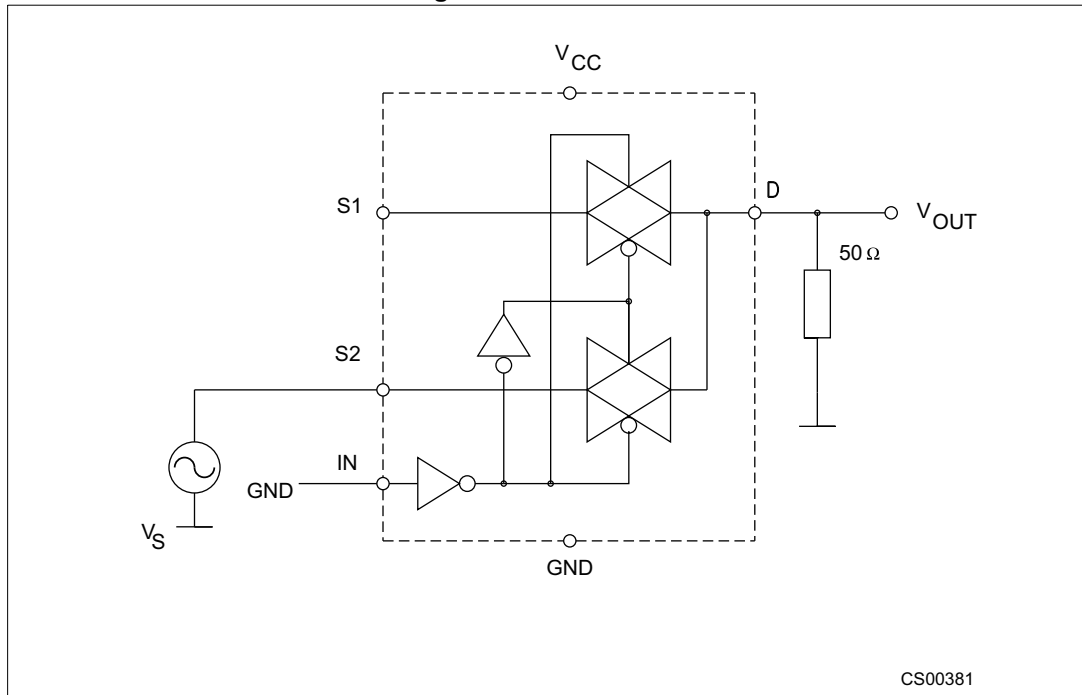 V CC
S1
D
V OUT
50 Ω
S2
IN
GND
V S
GND
CS00381